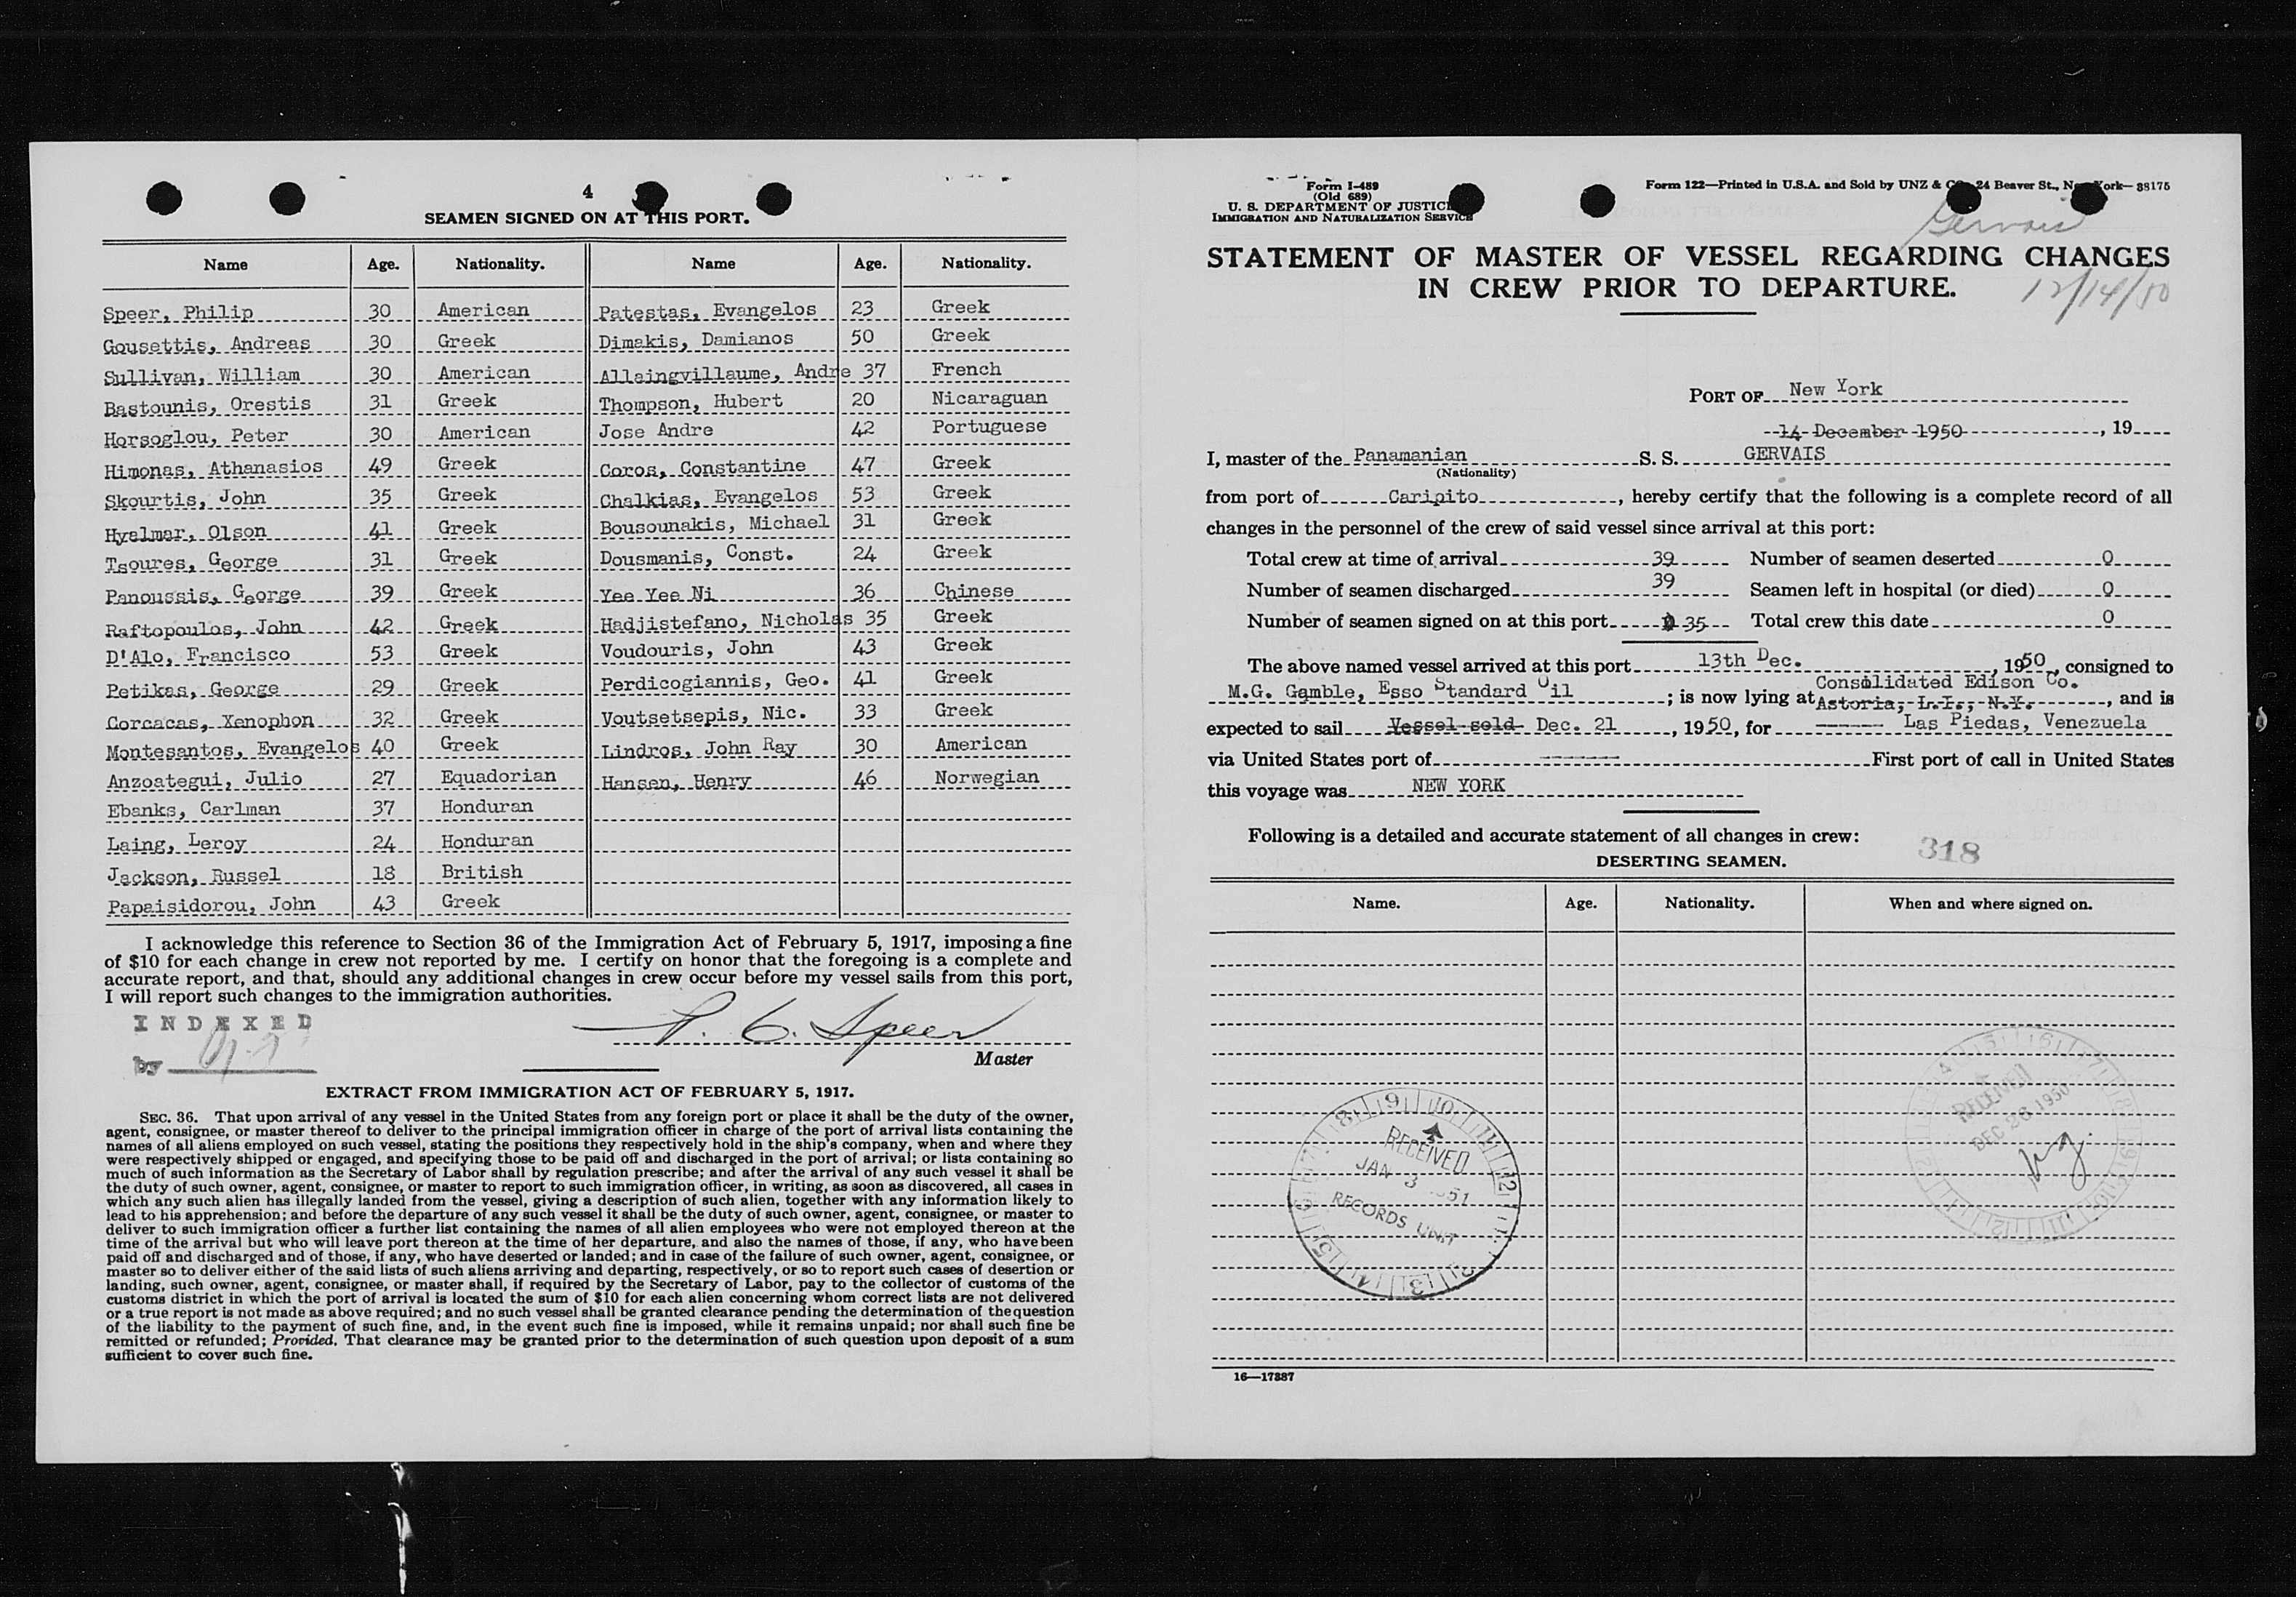 4
SEAMEN SIGNED ON AT THIS PORT.
Name Age. Nationality. Name Age. Nationality.
Speer, Philip 30 American Patestas, Evangelos 23 Greek
Gousettis, Andreas 30 Greek Dimakis, Damianos 50 Greek
Sullivan, William 30 American Allaingvillaume, Andre 37 French
Bastounis, Orestis 31 Greek Thompson, Hubert 20 Nicaraguan
Horsoglou, Peter 30 American Jose Andre 42 Portuguese
Himonas, Athanasios 49 Greek Coros, Constantine 47 Greek
Skourtis, John 35 Greek Chalkias, Evangelos 53 Greek
Hyalmar, Olson 41 Greek Bousounakis, Michael 31 Greek
Tsoures, George 31 Greek Dousmanis, Const. 24 Greek
Panoussis, George 39 Greek Yee Yee Ni 36 Chinese
Raftopoulos, John 42 Greek Hadjistefano, Nicholas 35 Greek
D'Alo, Francisco 53 Greek Voudouris, John 43 Greek
Petikas, George 29 Greek Perdicogiannis, Geo. 41 Greek
Corcacas, Xenophon 32 Greek Voutsetsepis, Nic. 33 Greek
Montesantos, Evangelos 40 Greek Lindros, John Ray 30 American
Anzoategui, Julio 27 Equadorian Hansen, Henry 46 Norwegian
Ebanks, Carlman 37 Honduran
Laing, Leroy 24 Honduran
Jackson, Russel 18 British
Papaisidorou, John 43 Greek
I acknowledge this reference to Section 36 of the Immigration Act of February 5, 1917, imposing a fine
of $10 for each change in crew not reported by me. I certify on honor that the foregoing is a complete and
accurate report, and that, should any additional changes in crew occur before my vessel sails from this port,
I will report such changes to the immigration authorities.
INDEXED
by
P. C. Speer
Master
EXTRACT FROM IMMIGRATION ACT OF FEBRUARY 5, 1917.
SEC. 36. That upon arrival of any vessel in the United States from any foreign port or place it shall be the duty of the owner,
agent, consignee, or master thereof to deliver to the principal immigration officer in charge of the port of arrival lists containing the
names of all aliens employed on such vessel, stating the positions they respectively hold in the ship's company, when and where they
were respectively shipped or engaged, and specifying those to be paid off and discharged in the port of arrival; or lists containing so
much of such information as the Secretary of Labor shall by regulation prescribe; and after the arrival of any such vessel it shall be
the duty of such owner, agent, consignee, or master to report to such immigration officer, in writing, as soon as discovered, all cases in
which any such alien has illegally landed from the vessel, giving a description of such alien, together with any information likely to
lead to his apprehension; and before the departure of any such vessel it shall be the duty of such owner, agent, consignee, or master to
deliver to such immigration officer a further list containing the names of all alien employees who were not employed thereon at the
time of the arrival but who will leave port thereon at the time of her departure, and also the names of those, if any, who have been
paid off and discharged and of those, if any, who have deserted or landed; and in case of the failure of such owner, agent, consignee, or
master so to deliver either of the said lists of such aliens arriving and departing, respectively, or so to report such cases of desertion or
landing, such owner, agent, consignee, or master shall, if required by the Secretary of Labor, pay to the collector of customs of the
customs district in which the port of arrival is located the sum of $10 for each alien concerning whom correct lists are not delivered
or a true report is not made as above required; and no such vessel shall be granted clearance pending the determination of the question
of the liability to the payment of such fine, and, in the event such fine is imposed, while it remains unpaid; nor shall such fine be
remitted or refunded; Provided, That clearance may be granted prior to the determination of such question upon deposit of a sum
sufficient to cover such fine.
Form I-489
(Old 689)
U. S. DEPARTMENT OF JUSTICE
IMMIGRATION AND NATURALIZATION SERVICE
Form 122—Printed in U.S.A. and Sold by UNZ & CO., 24 Beaver St., New York—38175
Gervais
STATEMENT OF MASTER OF VESSEL REGARDING CHANGES
IN CREW PRIOR TO DEPARTURE.
12/14/50
PORT OF New York
14 December 1950, 19
I, master of the Panamanian S. S. GERVAIS
(Nationality)
from port of Caripito, hereby certify that the following is a complete record of all
changes in the personnel of the crew of said vessel since arrival at this port:
Total crew at time of arrival 39 Number of seamen deserted 0
Number of seamen discharged 39 Seamen left in hospital (or died) 0
Number of seamen signed on at this port 35 Total crew this date 0
The above named vessel arrived at this port 13th Dec., 1950, consigned to
M.G. Gamble, Esso Standard Oil; is now lying at Consolidated Edison Co. Astoria, L.I., N.Y., and is
expected to sail Vessel sold Dec. 21, 1950, for Las Piedas, Venezuela
via United States port of First port of call in United States
this voyage was NEW YORK
Following is a detailed and accurate statement of all changes in crew:
318
DESERTING SEAMEN.
Name. Age. Nationality. When and where signed on.
RECEIVED
JAN 3 51
RECORDS UNIT
RECEIVED
DEC 26 1950
16—17387